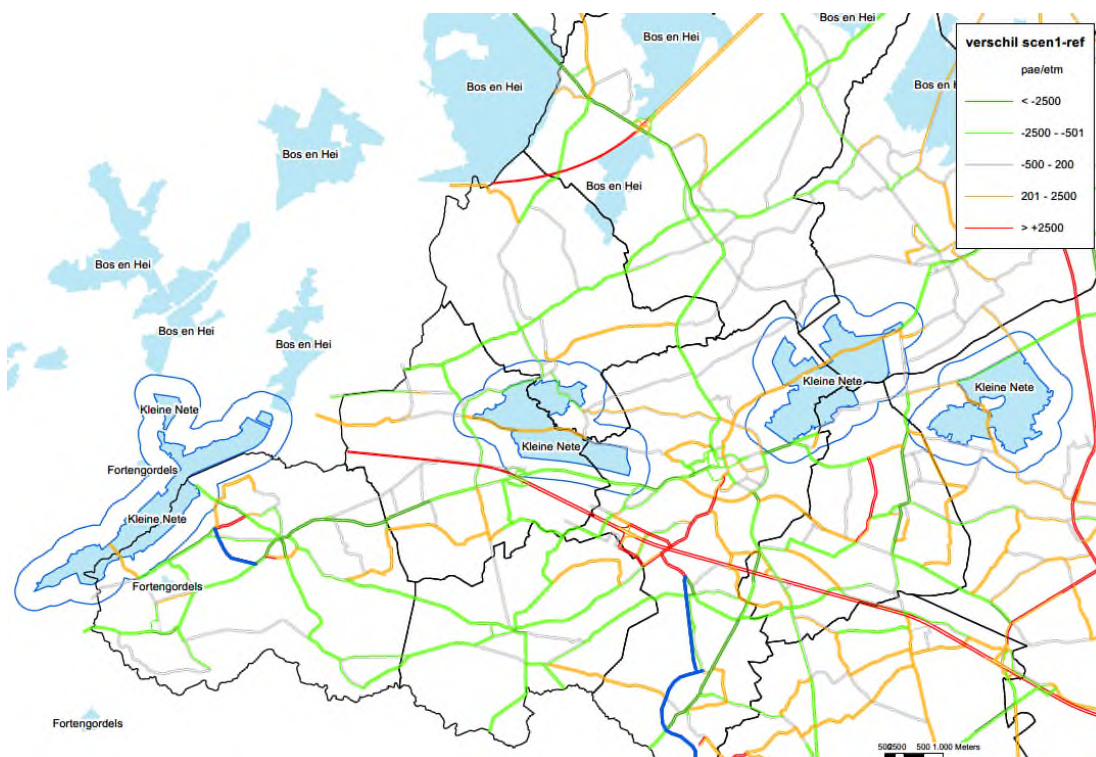 Bos en Hei
Bos en Hei
Bos en Hei
Bos en Hei
Bos en Hei
Bos en Hei
Bos en Hei
Bos en Hei
Bos en H
Kleine Nete
Fortengordels
Kleine Nete
Fortengordels
Fortengordels
Kleine Nete
Kleine Nete
Kleine Nete
verschil scen1-ref
pae/etm
< -2500
-2500 - -501
-500 - 200
201 - 2500
> +2500
500 1.000 Meters